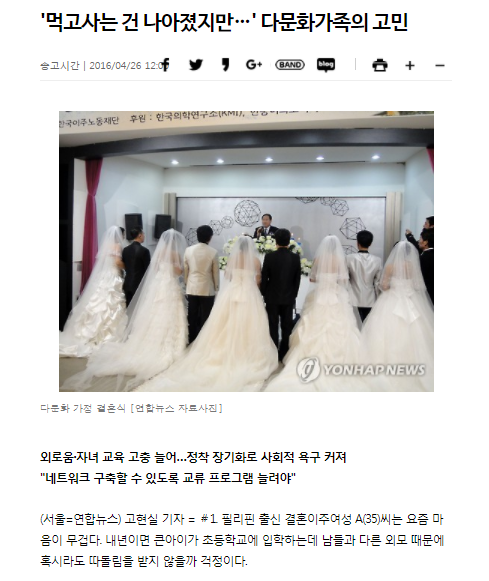 '먹고사는 건 나아졌지만…' 다문화가족의 고민
송고시간 | 2016/04/26 12:0
BAND
blog
한국이주노동재단 후원 : 한국의학연구소(KMI),
YONHAP NEWS
다문화 가정 결혼식 [연합뉴스 자료사진]
외로움·자녀 교육 고충 늘어…정착 장기화로 사회적 욕구 커져
"네트워크 구축할 수 있도록 교류 프로그램 늘려야"
(서울=연합뉴스) 고현실 기자 = #1. 필리핀 출신 결혼이주여성 A(35)씨는 요즘 마
음이 무겁다. 내년이면 큰아이가 초등학교에 입학하는데 남들과 다른 외모 때문에
혹시라도 따돌림을 받지 않을까 걱정이다.